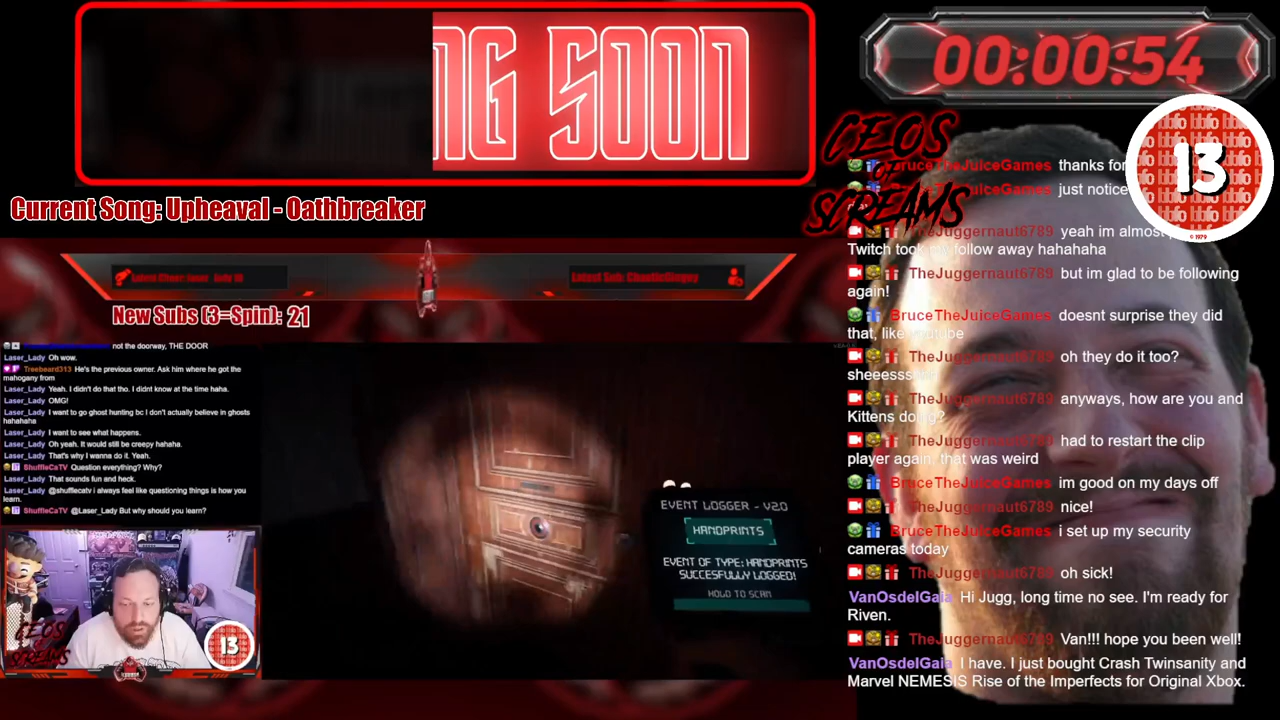 NG SOON
00:00:54
CEOS
OF
SCREAMS
13
© 1979
Current Song: Upheaval - Oathbreaker
Latest Sub: ChaoticGinguy
New Subs (3=Spin): 21
not the doorway, THE DOOR
Laser_Lady Oh wow.
Treebeard313 He's the previous owner. Ask him where he got the
mahogany from
Laser_Lady Yeah. I didn't do that tho. I didnt know at the time haha.
Laser_Lady OMG!
Laser_Lady I want to go ghost hunting bc I don't actually believe in ghosts
hahahaha
Laser_Lady I want to see what happens.
Laser_Lady Oh yeah. It would still be creepy hahaha.
Laser_Lady That's why I wanna do it. Yeah.
ShuffleCaTV Question everything? Why?
Laser_Lady That sounds fun and heck.
Laser_Lady @shufflecatv i always feel like questioning things is how you
learn.
ShuffleCaTV @Laser_Lady But why should you learn?
EVENT LOGGER - V2.0
HANDPRINTS
EVENT OF TYPE: HANDPRINTS
SUCCESFULLY LOGGED!
HOLD TO SCAN
CEOS
OF
SCREAMS
13
BruceTheJuiceGames thanks for
just notice
TheJuggernaut6789 yeah im almost
Twitch took my follow away hahahaha
TheJuggernaut6789 but im glad to be following
again!
BruceTheJuiceGames doesnt surprise they did
that, like
TheJuggernaut6789 oh they do it too?
TheJuggernaut6789 anyways, how are you and
Kittens doing?
TheJuggernaut6789 had to restart the clip
player again, that was weird
BruceTheJuiceGames im good on my days off
TheJuggernaut6789 nice!
BruceTheJuiceGames i set up my security
cameras today
TheJuggernaut6789 oh sick!
VanOsdelGaia Hi Jugg, long time no see. I'm ready for
Riven.
TheJuggernaut6789 Van!!! hope you been well!
VanOsdelGaia I have. I just bought Crash Twinsanity and
Marvel NEMESIS Rise of the Imperfects for Original Xbox.